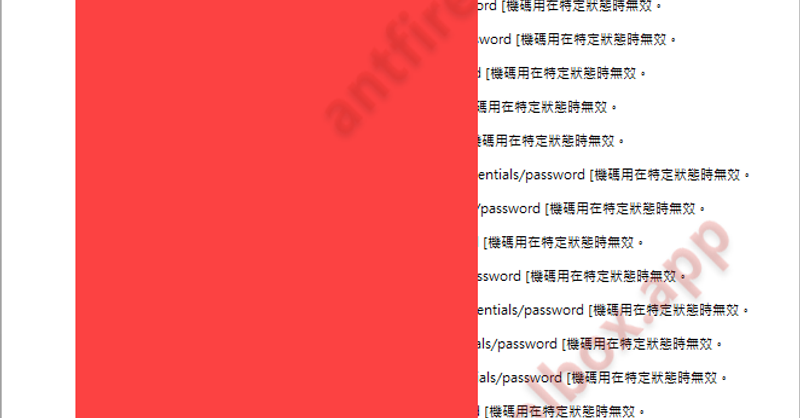 ord [機碼用在特定狀態時無效。
sword [機碼用在特定狀態時無效。
d [機碼用在特定狀態時無效。
碼用在特定狀態時無效。
機碼用在特定狀態時無效。
entials/password [機碼用在特定狀態時無效。
/password [機碼用在特定狀態時無效。
[機碼用在特定狀態時無效。
ssword [機碼用在特定狀態時無效。
entials/password [機碼用在特定狀態時無效。
als/password [機碼用在特定狀態時無效。
ials/password [機碼用在特定狀態時無效。
d [機碼用在特定狀態時無效。
antfire
lbox.app